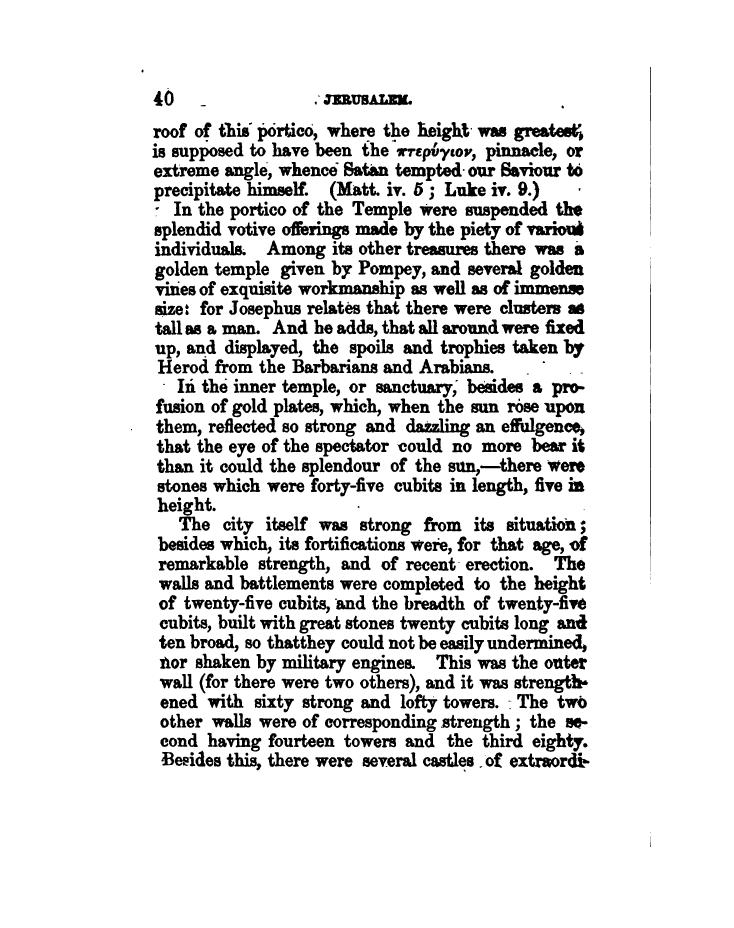 40 JERUSALEM.
roof of this portico, where the height was greatest,
is supposed to have been the πτερύγιον, pinnacle, or
extreme angle, whence Satan tempted our Saviour to
precipitate himself. (Matt. iv. 5 ; Luke iv. 9.)
In the portico of the Temple were suspended the
splendid votive offerings made by the piety of various
individuals. Among its other treasures there was a
golden temple given by Pompey, and several golden
vines of exquisite workmanship as well as of immense
size: for Josephus relates that there were clusters as
tall as a man. And he adds, that all around were fixed
up, and displayed, the spoils and trophies taken by
Herod from the Barbarians and Arabians.
In the inner temple, or sanctuary, besides a pro-
fusion of gold plates, which, when the sun rose upon
them, reflected so strong and dazzling an effulgence,
that the eye of the spectator could no more bear it
than it could the splendour of the sun,—there were
stones which were forty-five cubits in length, five in
height.
The city itself was strong from its situation ;
besides which, its fortifications were, for that age, of
remarkable strength, and of recent erection. The
walls and battlements were completed to the height
of twenty-five cubits, and the breadth of twenty-five
cubits, built with great stones twenty cubits long and
ten broad, so thatthey could not be easily undermined,
nor shaken by military engines. This was the outer
wall (for there were two others), and it was strength-
ened with sixty strong and lofty towers. The two
other walls were of corresponding strength ; the se-
cond having fourteen towers and the third eighty.
Besides this, there were several castles of extraordi-